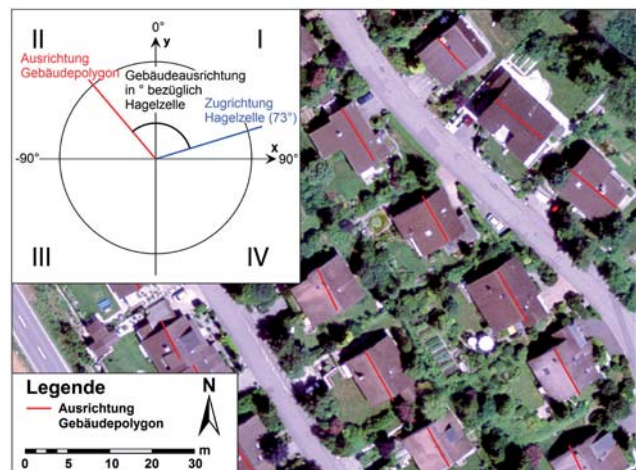 II
0°
y
I
Ausrichtung
Gebäudepolygon
Gebäudeausrichtung
in ° bezüglich
Hagelzelle
Zugrichtung
Hagelzelle (73°)
x
-90°
90°
III
IV
Legende
N
Ausrichtung
Gebäudepolygon
m
0
5
10
20
30